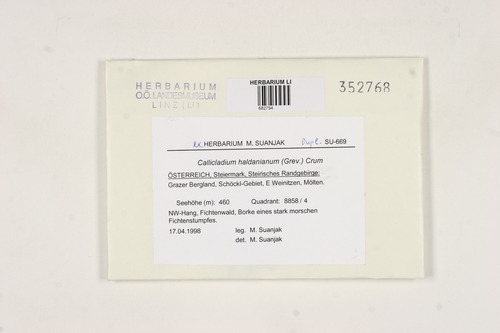 HERBARIUM
O.Ö. LANDESMUSEUM
LINZ (LI)
HERBARIUM LI
682794
352768
ex HERBARIUM M. SUANJAK Dupl. SU-669
Callicladium haldanianum (Grev.) Crum
ÖSTERREICH, Steiermark, Steirisches Randgebirge:
Grazer Bergland, Schöckl-Gebiet, E Weinitzen, Mölten.
Seehöhe (m): 460 Quadrant: 8858 / 4
NW-Hang, Fichtenwald, Borke eines stark morschen
Fichtenstumpfes.
17.04.1998 leg. M. Suanjak
det. M. Suanjak